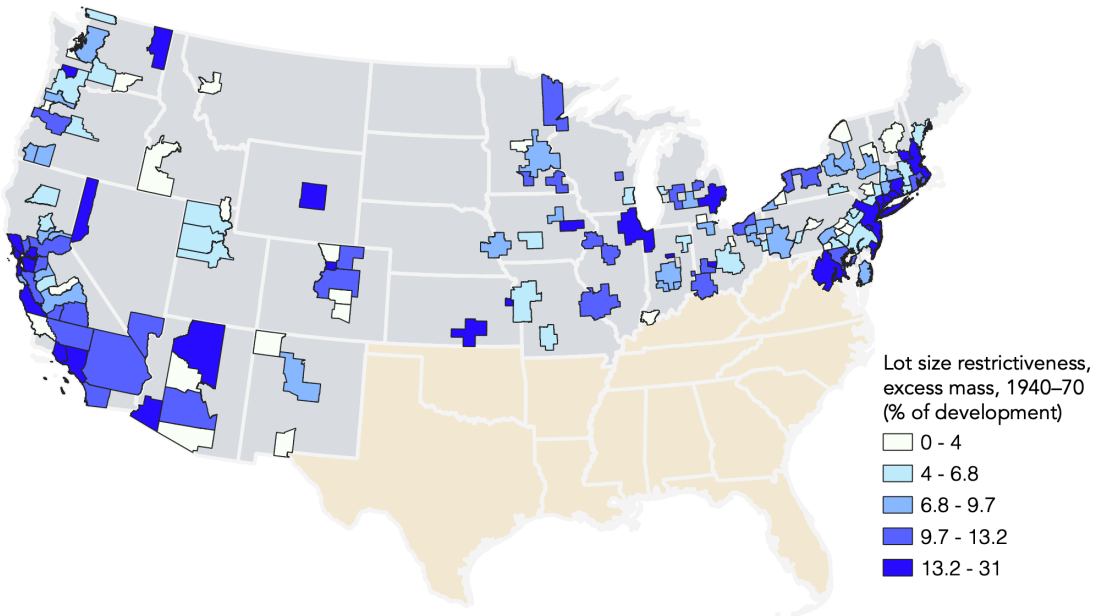 Lot size restrictiveness,
excess mass, 1940–70
(% of development)
0 - 4
4 - 6.8
6.8 - 9.7
9.7 - 13.2
13.2 - 31